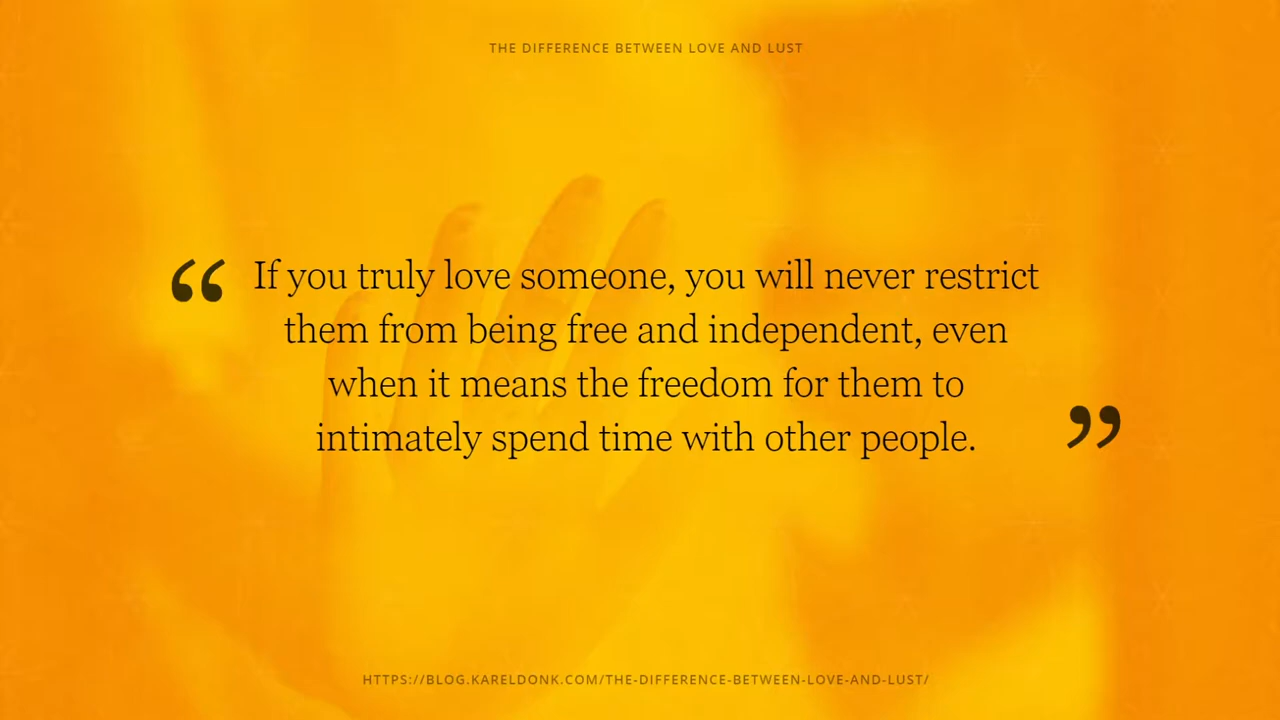 THE DIFFERENCE BETWEEN LOVE AND LUST
“ If you truly love someone, you will never restrict
them from being free and independent, even
when it means the freedom for them to
intimately spend time with other people. ”
HTTPS://BLOG.KARELDONK.COM/THE-DIFFERENCE-BETWEEN-LOVE-AND-LUST/